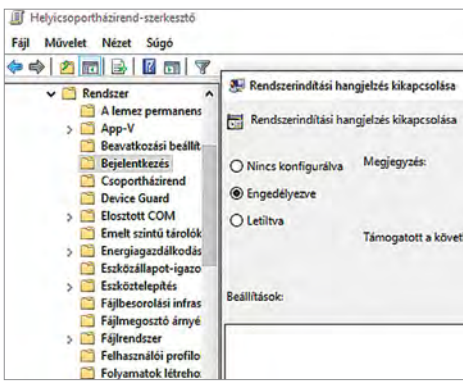 Helyicsoportházirend-szerkesztő
Fájl Művelet Nézet Súgó
Rendszer
A lemez permanens
App-V
Beavatkozási beállít
Bejelentkezés
Csoportházirend
Device Guard
Elosztott COM
Emelt szintű tárolók
Energiagazdálkodás
Eszközállapot-igazo
Eszköztelepítés
Fájlbesorolási infras
Fájlmegosztó árnyé
Fájlrendszer
Felhasználói profilo
Folyamatok létreho
Rendszerindítási hangjelzés kikapcsolása
Rendszerindítási hangjelzés kikapcsolása
Nincs konfigurálva
Megjegyzés:
Engedélyezve
Letiltva
Támogatott a követ
Beállítások: